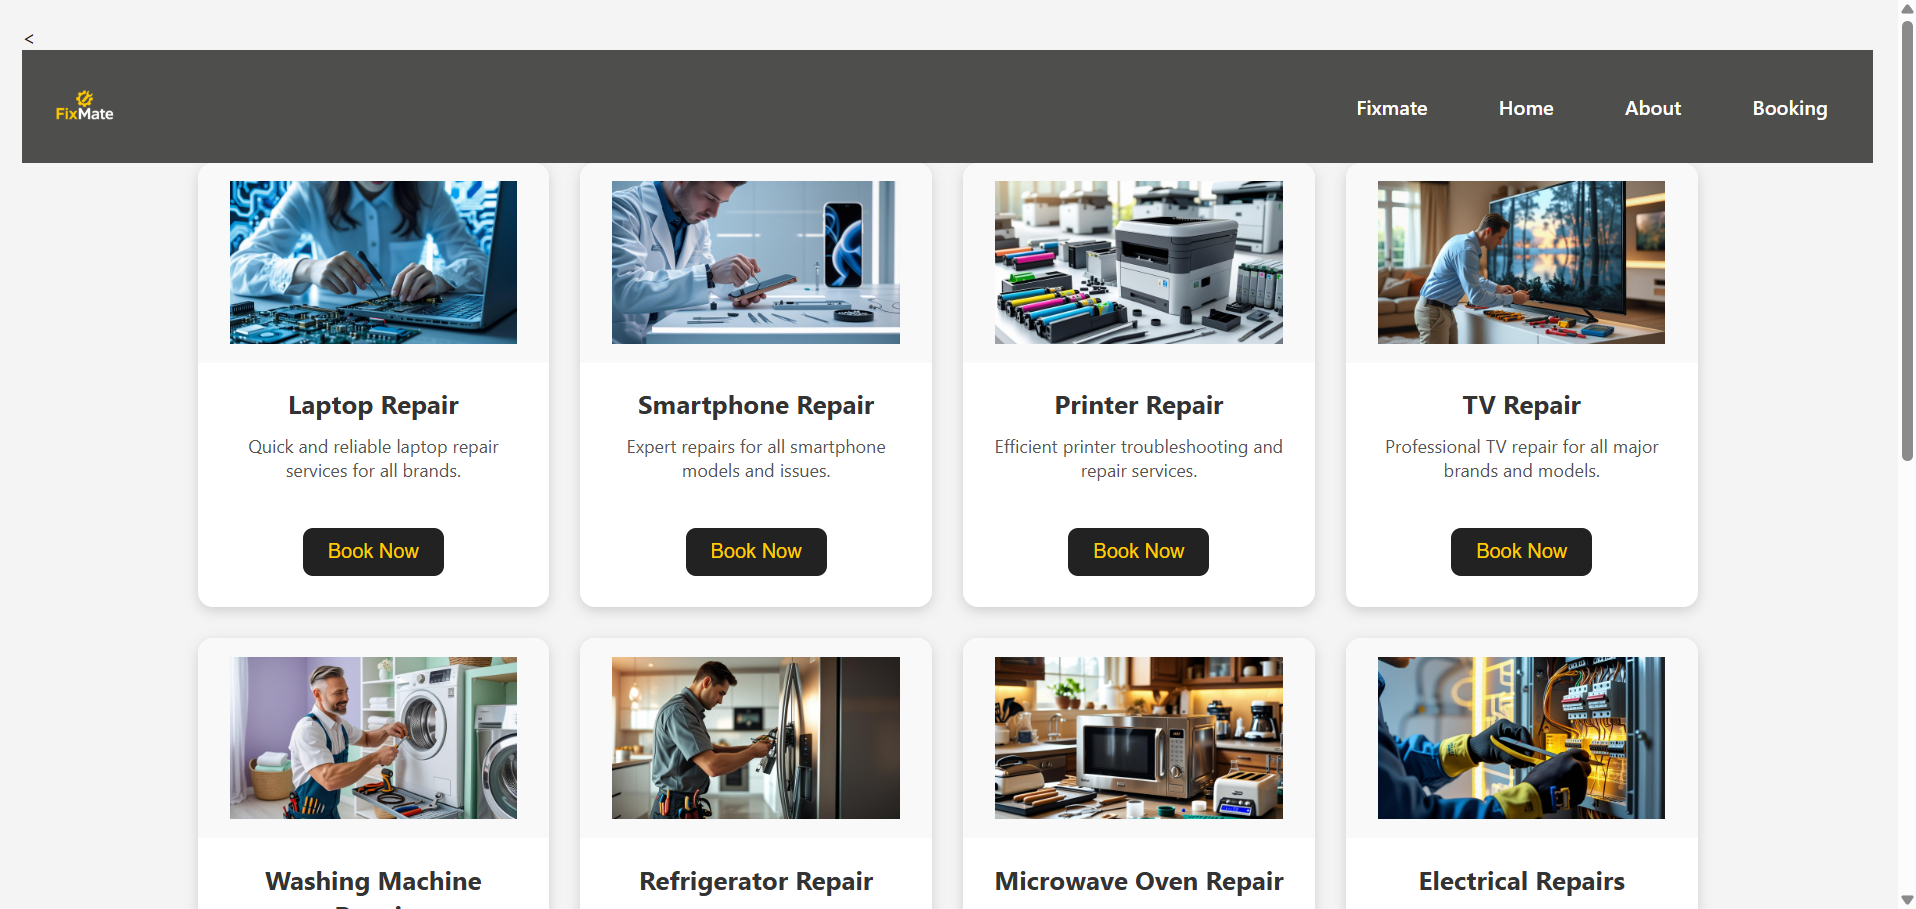 <
FixMate
Fixmate Home About Booking
Laptop Repair
Quick and reliable laptop repair
services for all brands.
Book Now
Smartphone Repair
Expert repairs for all smartphone
models and issues.
Book Now
Printer Repair
Efficient printer troubleshooting and
repair services.
Book Now
TV Repair
Professional TV repair for all major
brands and models.
Book Now
Washing Machine
Refrigerator Repair
Microwave Oven Repair
Electrical Repairs